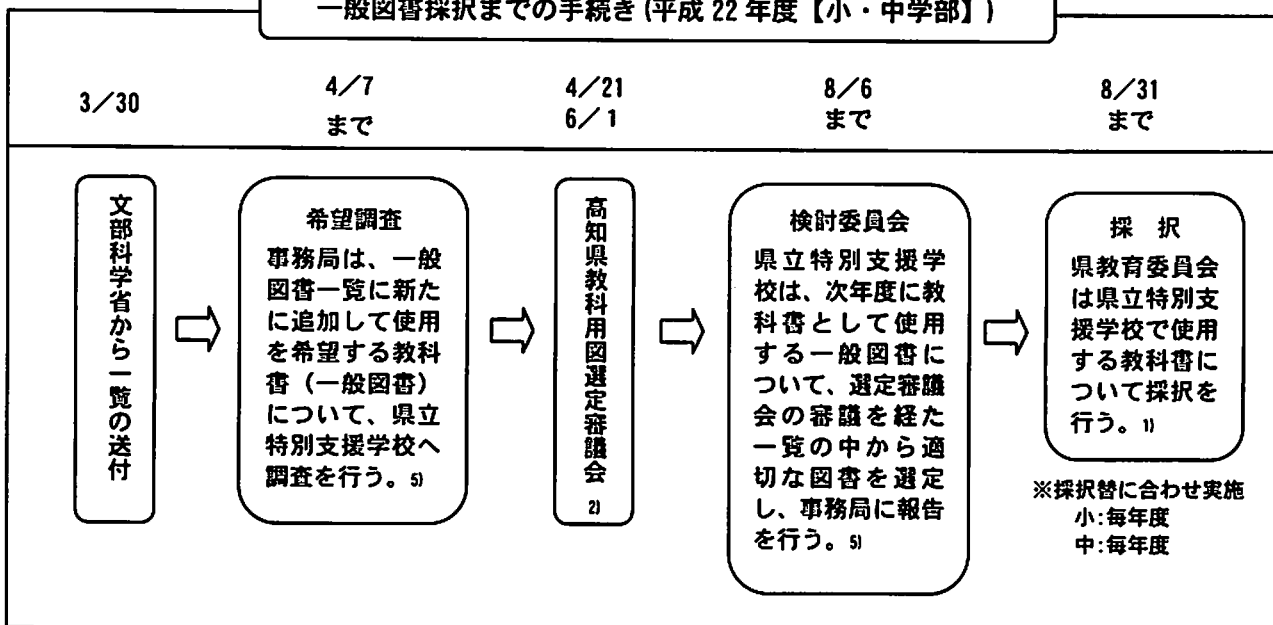 一般図書採択までの手続き(平成22年度【小・中学部】)
3/30
4/7
まで
4/21
6/1
8/6
まで
8/31
まで
文部科学省から一覧の送付
希望調査
事務局は、一般
図書一覧に新た
に追加して使用
を希望する教科
書(一般図書)
について、県立
特別支援学校へ
調査を行う。5)
高知県教科用図選定審議会
2)
検討委員会
県立特別支援学
校は、次年度に教
科書として使用
する一般図書に
ついて、選定審議
会の審議を経た
一覧の中から適
切な図書を選定
し、事務局に報告
を行う。5)
採 択
県教育委員会
は県立特別支
援学校で使用
する教科書に
ついて採択を
行う。1)
※採択替に合わせ実施
小:毎年度
中:毎年度